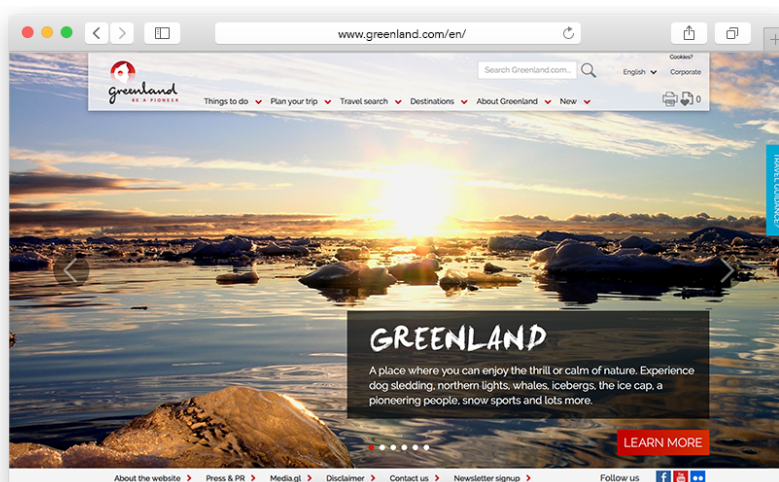 www.greenland.com/en/
Cookies?
Search Greenland.com...
English
Corporate
greenland
BE A PIONEER
Things to do
Plan your trip
Travel search
Destinations
About Greenland
New
0
TRAVEL GUIDANCE?
GREENLAND
A place where you can enjoy the thrill or calm of nature. Experience
dog sledding, northern lights, whales, icebergs, the ice cap, a
pioneering people, snow sports and lots more.
LEARN MORE
About the website
Press & PR
Media.gl
Disclaimer
Contact us
Newsletter signup
Follow us